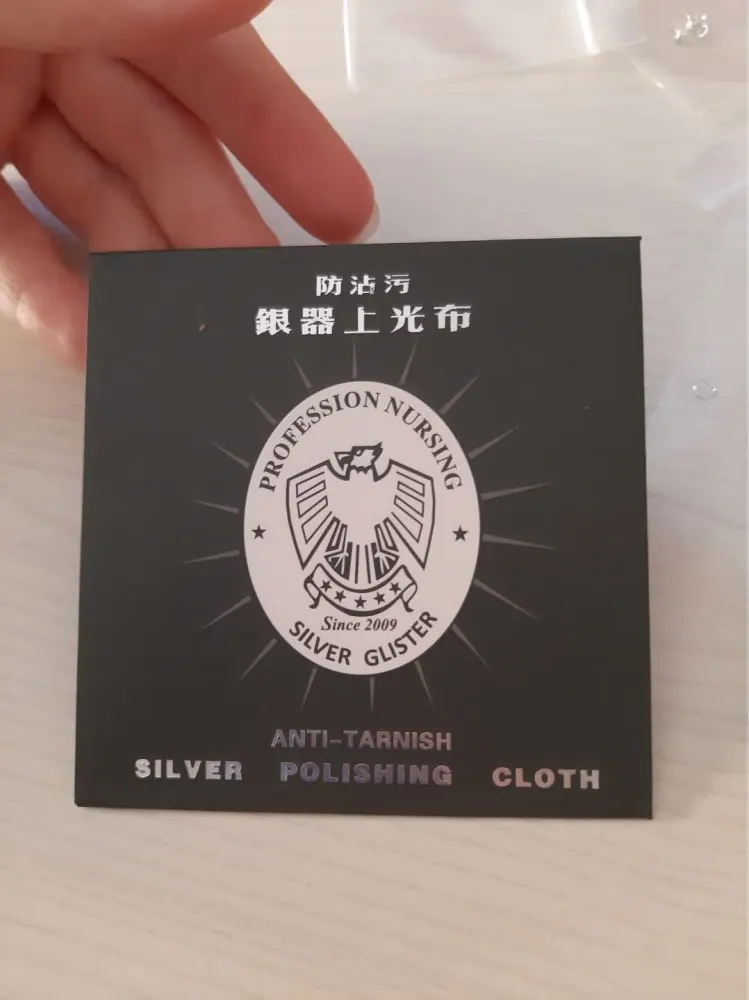 防沾污
銀器上光布
PROFESSION NURSING
Since 2009
SILVER GLISTER
ANTI-TARNISH
SILVER POLISHING CLOTH